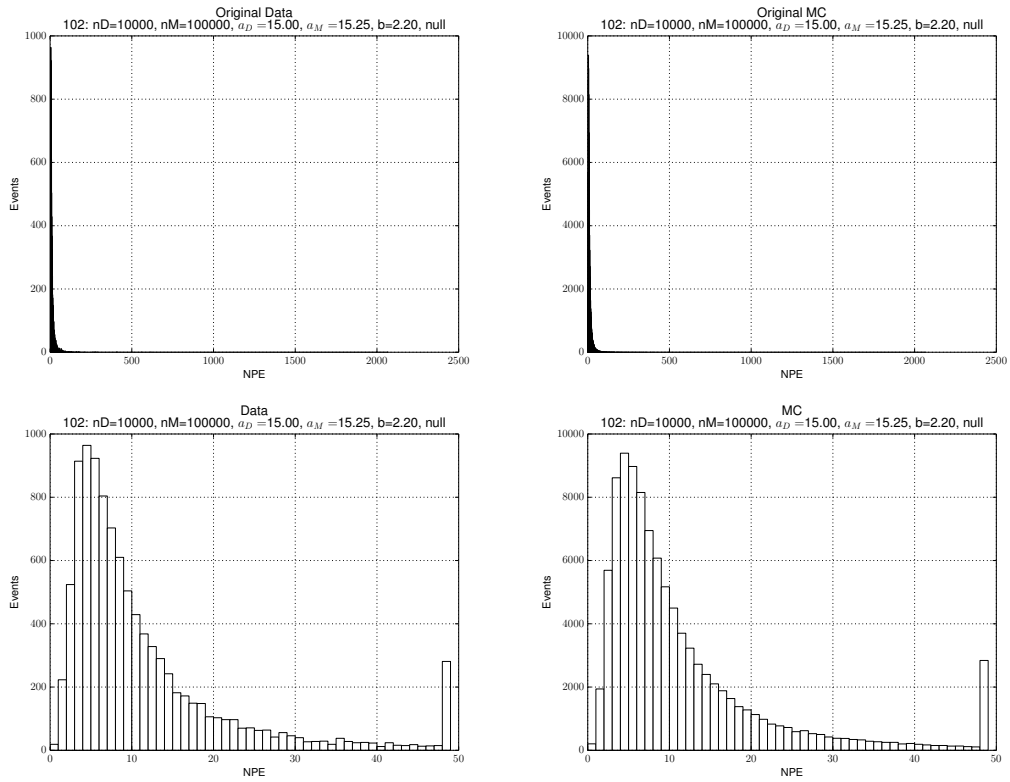 Original Data
102: nD=10000, nM=100000, a_D =15.00, a_M =15.25, b=2.20, null
1000
800
600
400
200
0
Events
0 500 1000 1500 2000 2500
NPE
Original MC
102: nD=10000, nM=100000, a_D =15.00, a_M =15.25, b=2.20, null
10000
8000
6000
4000
2000
0
Events
0 500 1000 1500 2000 2500
NPE
Data
102: nD=10000, nM=100000, a_D =15.00, a_M =15.25, b=2.20, null
1000
800
600
400
200
0
Events
0 10 20 30 40 50
NPE
MC
102: nD=10000, nM=100000, a_D =15.00, a_M =15.25, b=2.20, null
10000
8000
6000
4000
2000
0
Events
0 10 20 30 40 50
NPE